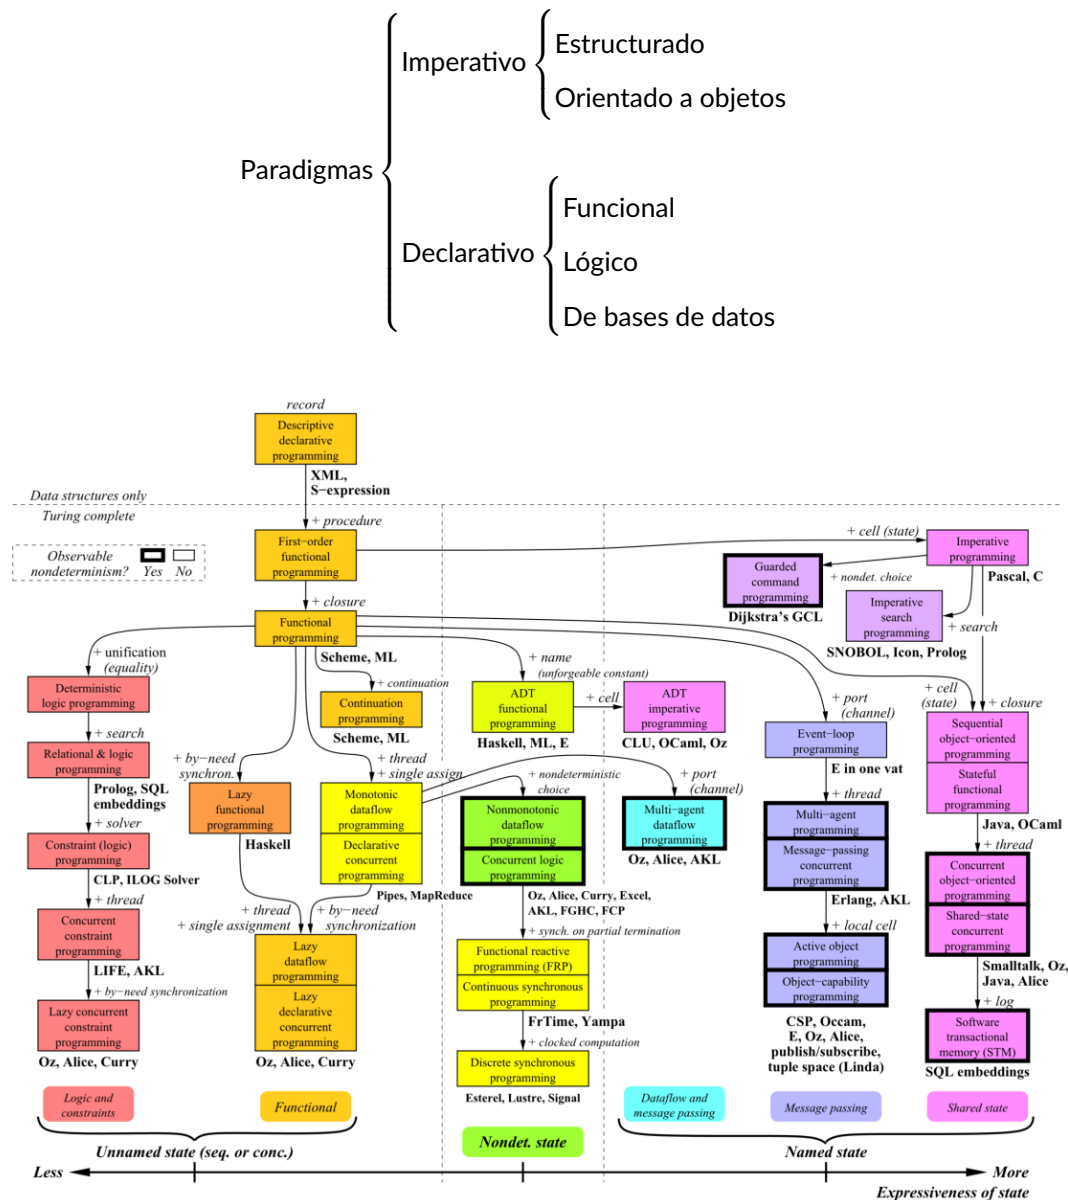 Paradigmas
Imperativo
Estructurado
Orientado a objetos
Declarativo
Funcional
Lógico
De bases de datos
record
Descriptive
declarative
programming
XML,
S−expression
Data structures only
Turing complete
+ procedure
Observable
nondeterminism?
Yes
No
First−order
functional
programming
+ cell (state)
Imperative
programming
Pascal, C
+ nondet. choice
Guarded
command
programming
Dijkstra's GCL
+ search
Imperative
search
programming
SNOBOL, Icon, Prolog
+ closure
Functional
programming
Scheme, ML
+ unification
(equality)
Deterministic
logic programming
+ search
Relational & logic
programming
Prolog, SQL
embeddings
+ solver
Constraint (logic)
programming
CLP, ILOG Solver
+ thread
Concurrent
constraint
programming
LIFE, AKL
+ by−need synchronization
Lazy concurrent
constraint
programming
Oz, Alice, Curry
+ continuation
Continuation
programming
Scheme, ML
+ by−need
synchron.
Lazy
functional
programming
Haskell
+ thread
+ single assignment
+ thread
+ single assign.
Monotonic
dataflow
programming
Declarative
concurrent
programming
Pipes, MapReduce
+ by−need
synchronization
Lazy
dataflow
programming
Lazy
declarative
concurrent
programming
Oz, Alice, Curry
+ name
(unforgeable constant)
ADT
functional
programming
Haskell, ML, E
+ cell
ADT
imperative
programming
CLU, OCaml, Oz
+ nondeterministic
choice
Nonmonotonic
dataflow
programming
Concurrent logic
programming
Oz, Alice, Curry, Excel,
AKL, FGHC, FCP
+ synch. on partial termination
Functional reactive
programming (FRP)
Continuous synchronous
programming
FrTime, Yampa
+ clocked computation
Discrete synchronous
programming
Esterel, Lustre, Signal
+ port
(channel)
Multi−agent
dataflow
programming
Oz, Alice, AKL
+ port
(channel)
Event−loop
programming
E in one vat
+ thread
Multi−agent
programming
Message−passing
concurrent
programming
Erlang, AKL
+ local cell
Active object
programming
Object−capability
programming
CSP, Occam,
E, Oz, Alice,
publish/subscribe,
tuple space (Linda)
+ cell
(state)
+ closure
Sequential
object−oriented
programming
Stateful
functional
programming
Java, OCaml
+ thread
Concurrent
object−oriented
programming
Shared−state
concurrent
programming
Smalltalk, Oz,
Java, Alice
+ log
Software
transactional
memory (STM)
SQL embeddings
Logic and
constraints
Functional
Dataflow and
message passing
Message passing
Shared state
Unnamed state (seq. or conc.)
Nondet. state
Named state
Less
More
Expressiveness of state